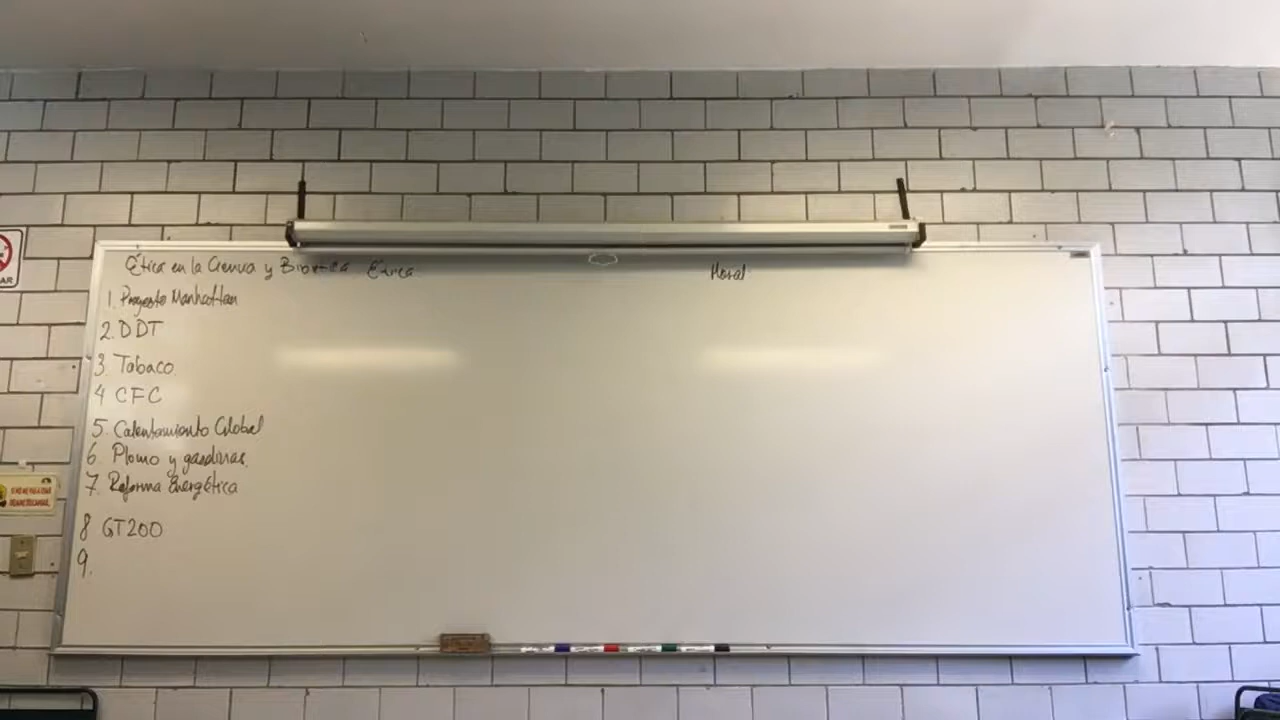 Ética en la Ciencia y Bioética Ética Moral
1. Proyecto Manhattan
2. DDT
3. Tabaco
4 CFC
5. Calentamiento Global
6. Plomo y gasolinas.
7. Reforma Energética
8 GT200
9.